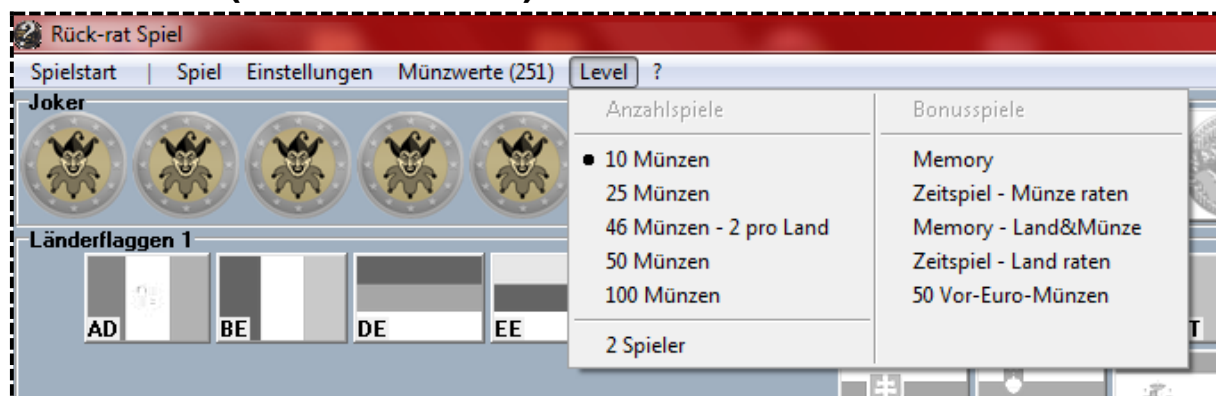 Rück-rat Spiel
Spielstart | Spiel Einstellungen Münzwerte (251) Level ?
Joker
Anzahlspiele
10 Münzen
25 Münzen
46 Münzen - 2 pro Land
50 Münzen
100 Münzen
2 Spieler
Bonusspiele
Memory
Zeitspiel - Münze raten
Memory - Land&Münze
Zeitspiel - Land raten
50 Vor-Euro-Münzen
Länderflaggen 1
AD BE DE EE